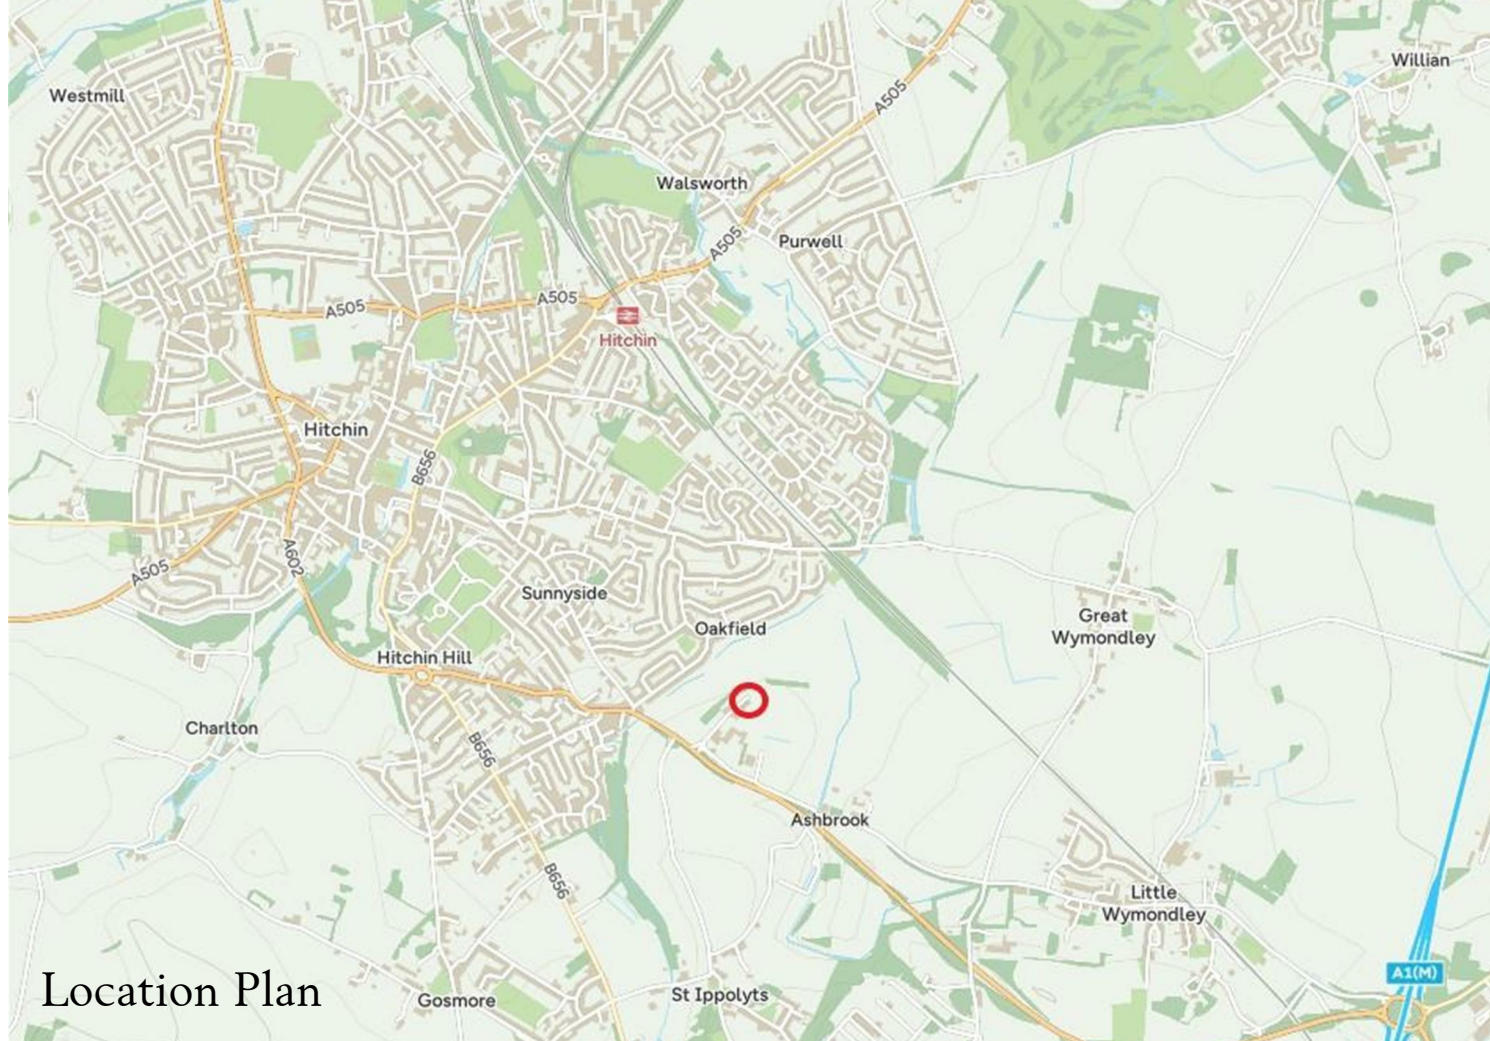 Willian
Westmill
A505
Walsworth
A505
Purwell
A505
A505
Hitchin
Hitchin
B656
A602
A505
Sunnyside
Great
Wymondley
Oakfield
Hitchin Hill
Charlton
B656
Ashbrook
B656
Little
Wymondley
A1(M)
Location Plan
Gosmore
St Ippolyts